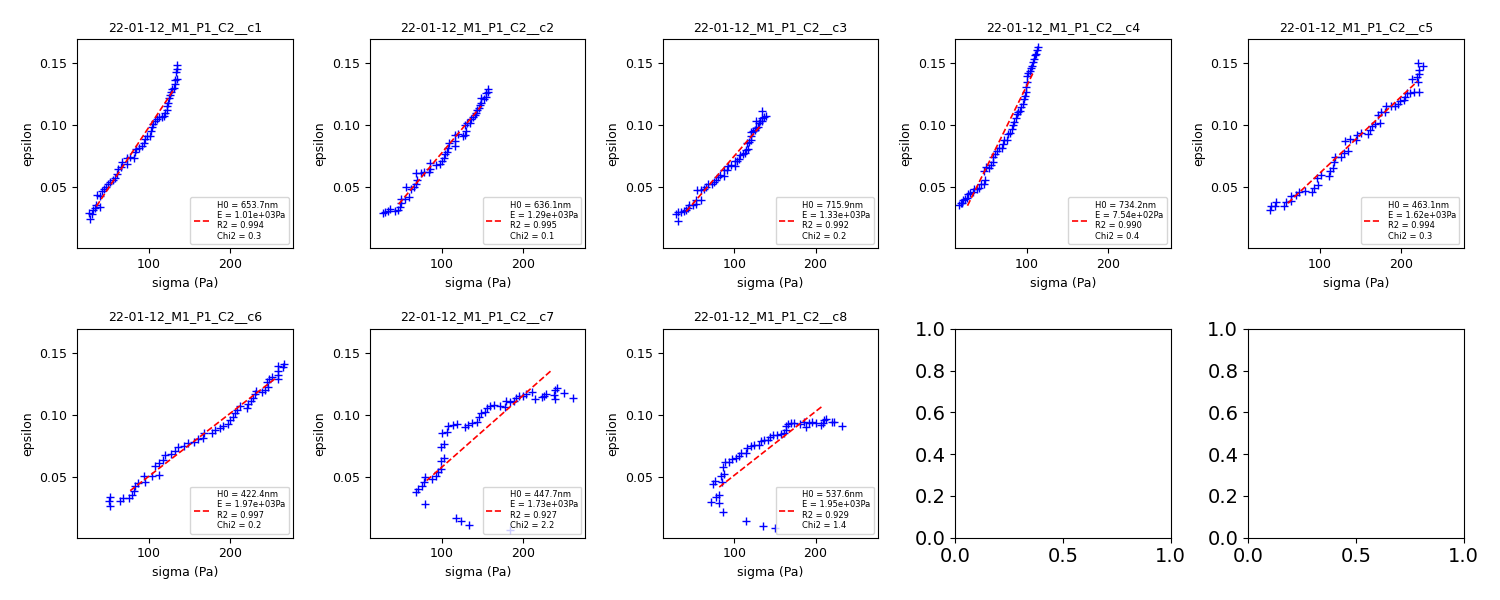 22-01-12_M1_P1_C2__c1
0.15
0.10
0.05
epsilon
100
200
sigma (Pa)
H0 = 653.7nm
E = 1.01e+03Pa
R2 = 0.994
Chi2 = 0.3
22-01-12_M1_P1_C2__c2
0.15
0.10
0.05
epsilon
100
200
sigma (Pa)
H0 = 636.1nm
E = 1.29e+03Pa
R2 = 0.995
Chi2 = 0.1
22-01-12_M1_P1_C2__c3
0.15
0.10
0.05
epsilon
100
200
sigma (Pa)
H0 = 715.9nm
E = 1.33e+03Pa
R2 = 0.992
Chi2 = 0.2
22-01-12_M1_P1_C2__c4
0.15
0.10
0.05
epsilon
100
200
sigma (Pa)
H0 = 734.2nm
E = 7.54e+02Pa
R2 = 0.990
Chi2 = 0.4
22-01-12_M1_P1_C2__c5
0.15
0.10
0.05
epsilon
100
200
sigma (Pa)
H0 = 463.1nm
E = 1.62e+03Pa
R2 = 0.994
Chi2 = 0.3
22-01-12_M1_P1_C2__c6
0.15
0.10
0.05
epsilon
100
200
sigma (Pa)
H0 = 422.4nm
E = 1.97e+03Pa
R2 = 0.997
Chi2 = 0.2
22-01-12_M1_P1_C2__c7
0.15
0.10
0.05
epsilon
100
200
sigma (Pa)
H0 = 447.7nm
E = 1.73e+03Pa
R2 = 0.927
Chi2 = 2.2
22-01-12_M1_P1_C2__c8
0.15
0.10
0.05
epsilon
100
200
sigma (Pa)
H0 = 537.6nm
E = 1.95e+03Pa
R2 = 0.929
Chi2 = 1.4
1.0
0.8
0.6
0.4
0.2
0.0
0.0
0.5
1.0
1.0
0.8
0.6
0.4
0.2
0.0
0.0
0.5
1.0